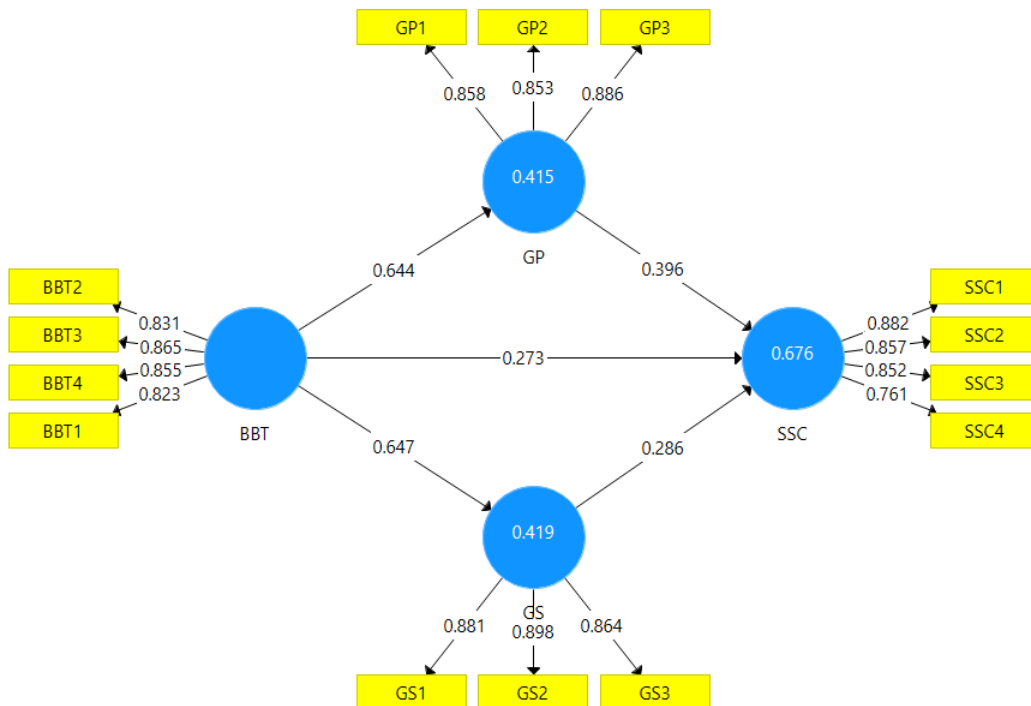 GP1 GP2 GP3
0.858 0.853 0.886
0.415
GP
0.644 0.396
BBT2
BBT3
BBT4
BBT1
0.831
0.865
0.855
0.823
BBT
0.273
0.676
SSC
0.882
0.857
0.852
0.761
SSC1
SSC2
SSC3
SSC4
0.647 0.286
0.419
GS
0.881 0.898 0.864
GS1 GS2 GS3